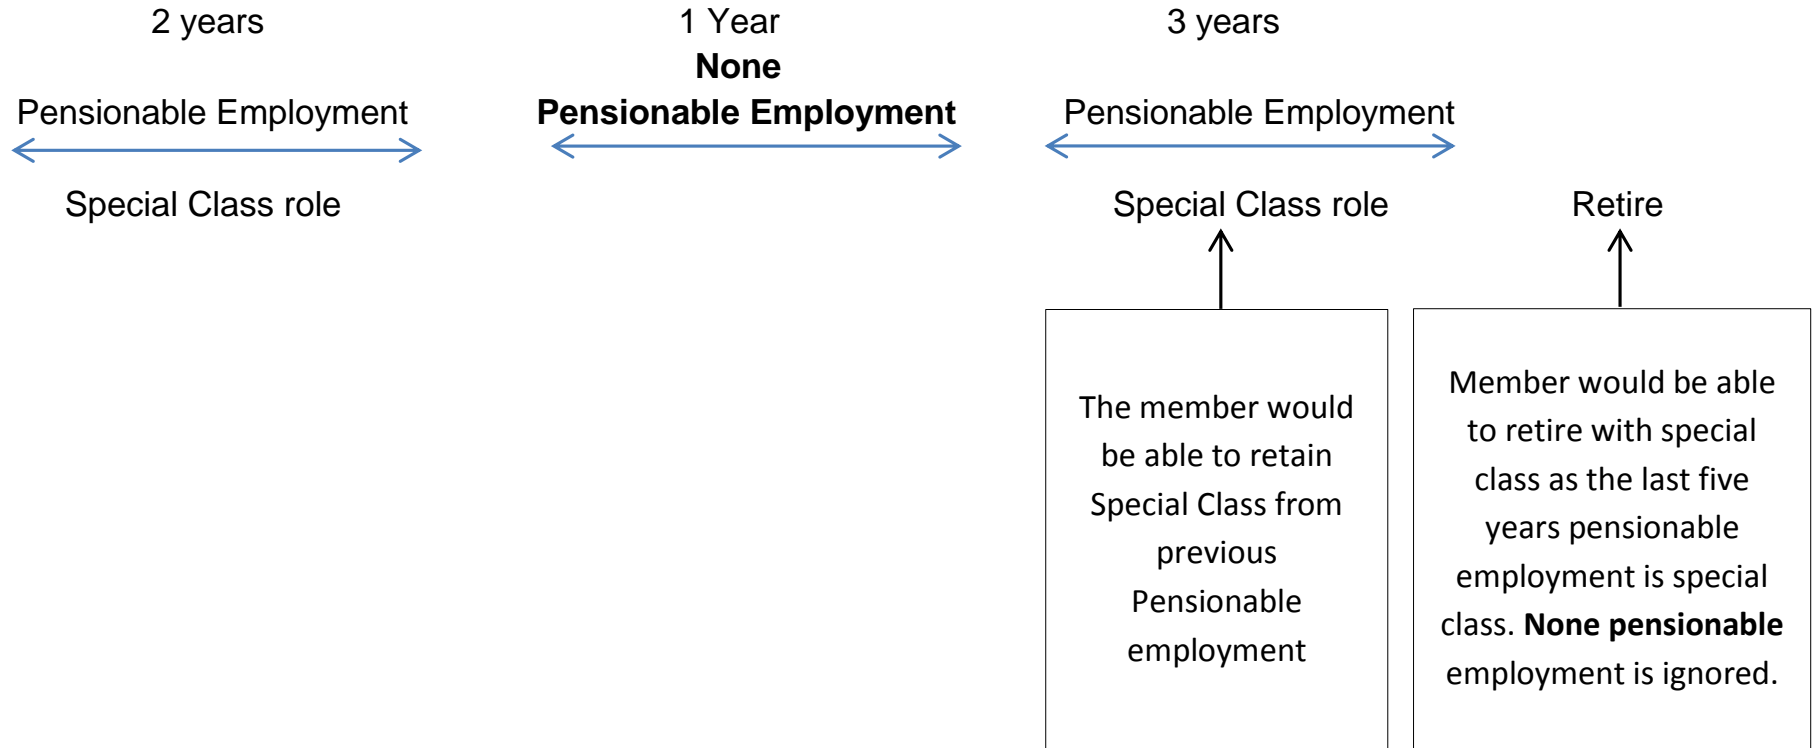 2 years
1 Year
3 years
None
Pensionable Employment
Pensionable Employment
Pensionable Employment
Special Class role
Special Class role
Retire
The member would
be able to retain
Special Class from
previous
Pensionable
employment
Member would be able
to retire with special
class as the last five
years pensionable
employment is special
class. None pensionable
employment is ignored.